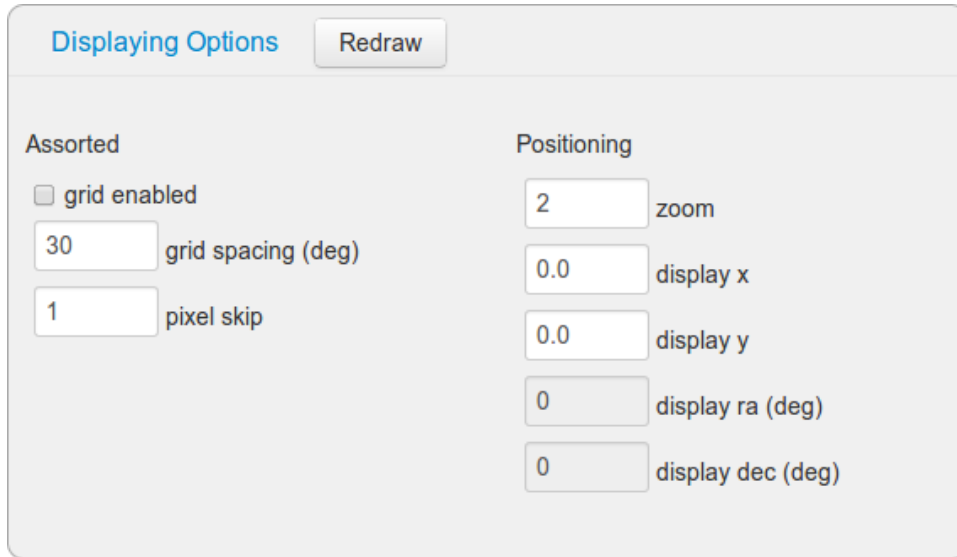 Displaying Options
Redraw
Assorted
grid enabled
30 grid spacing (deg)
1 pixel skip
Positioning
2 zoom
0.0 display x
0.0 display y
0 display ra (deg)
0 display dec (deg)